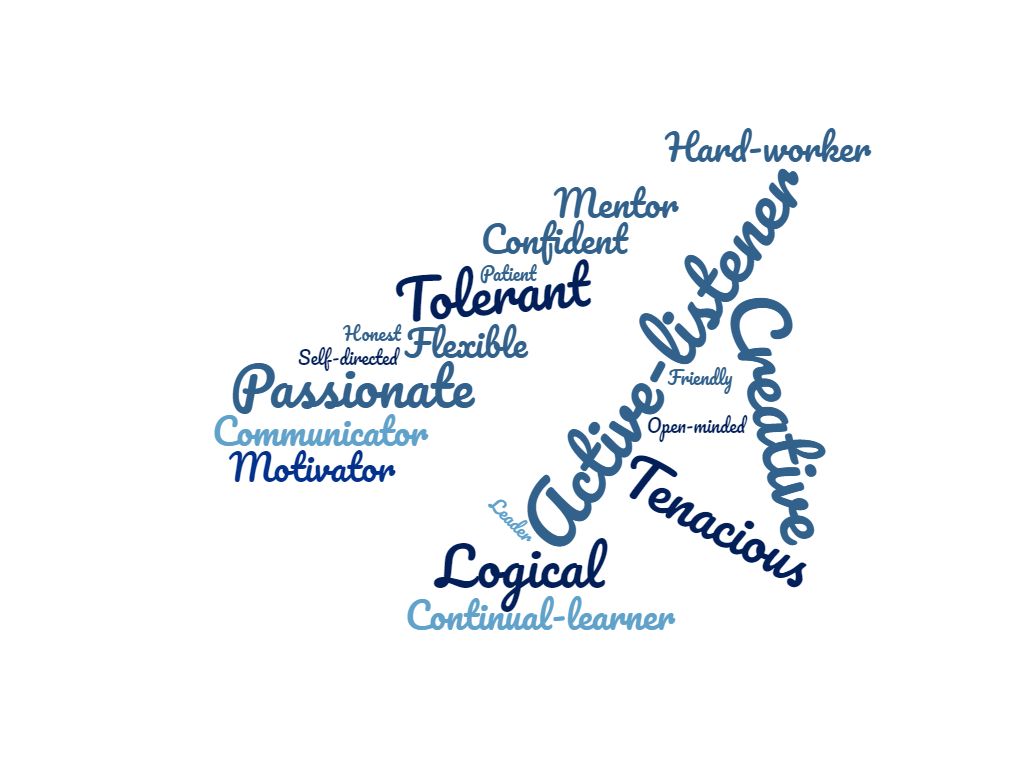 Hard-worker
Mentor
Confident
Patient
Tolerant
Honest
Flexible
Self-directed
Passionate
Communicator
Motivator
Active-listener
Creative
Friendly
Open-minded
Tenacious
Leader
Logical
Continual-learner